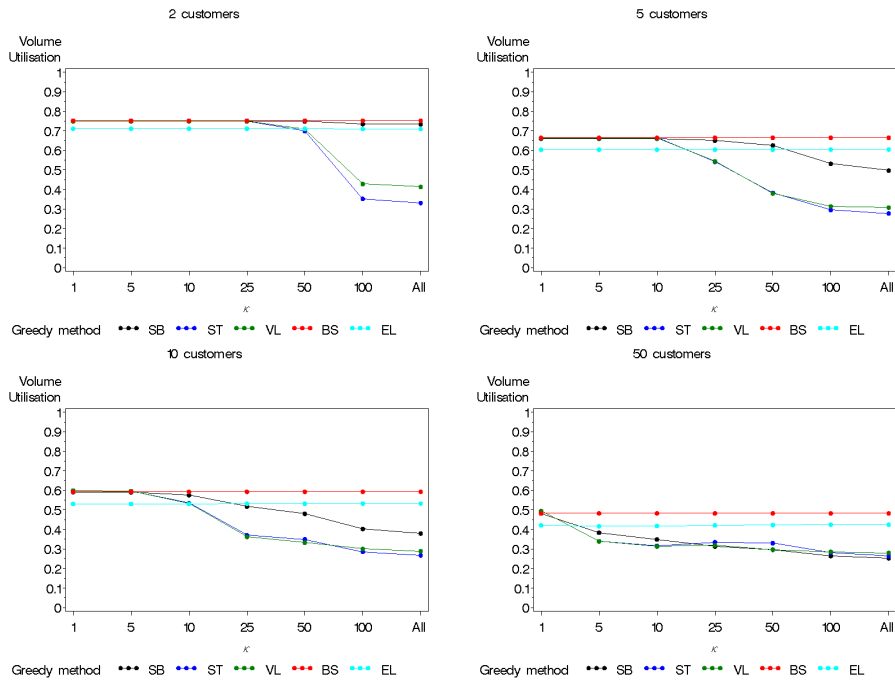 2 customers
Volume
Utilisation
1
0.9
0.8
0.7
0.6
0.5
0.4
0.3
0.2
0.1
0
1 5 10 25 50 100 All
κ
Greedy method SB ST VL BS EL
5 customers
Volume
Utilisation
1
0.9
0.8
0.7
0.6
0.5
0.4
0.3
0.2
0.1
0
1 5 10 25 50 100 All
κ
Greedy method SB ST VL BS EL
10 customers
Volume
Utilisation
1
0.9
0.8
0.7
0.6
0.5
0.4
0.3
0.2
0.1
0
1 5 10 25 50 100 All
κ
Greedy method SB ST VL BS EL
50 customers
Volume
Utilisation
1
0.9
0.8
0.7
0.6
0.5
0.4
0.3
0.2
0.1
0
1 5 10 25 50 100 All
κ
Greedy method SB ST VL BS EL